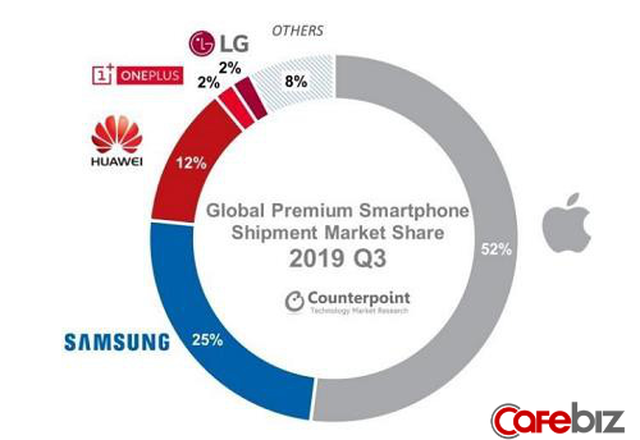 OTHERS
LG
1+ ONEPLUS
2%
2%
8%
HUAWEI
12%
Global Premium Smartphone
Shipment Market Share
2019 Q3
52%
Counterpoint
Technology Market Research
SAMSUNG
25%
CafeBiz